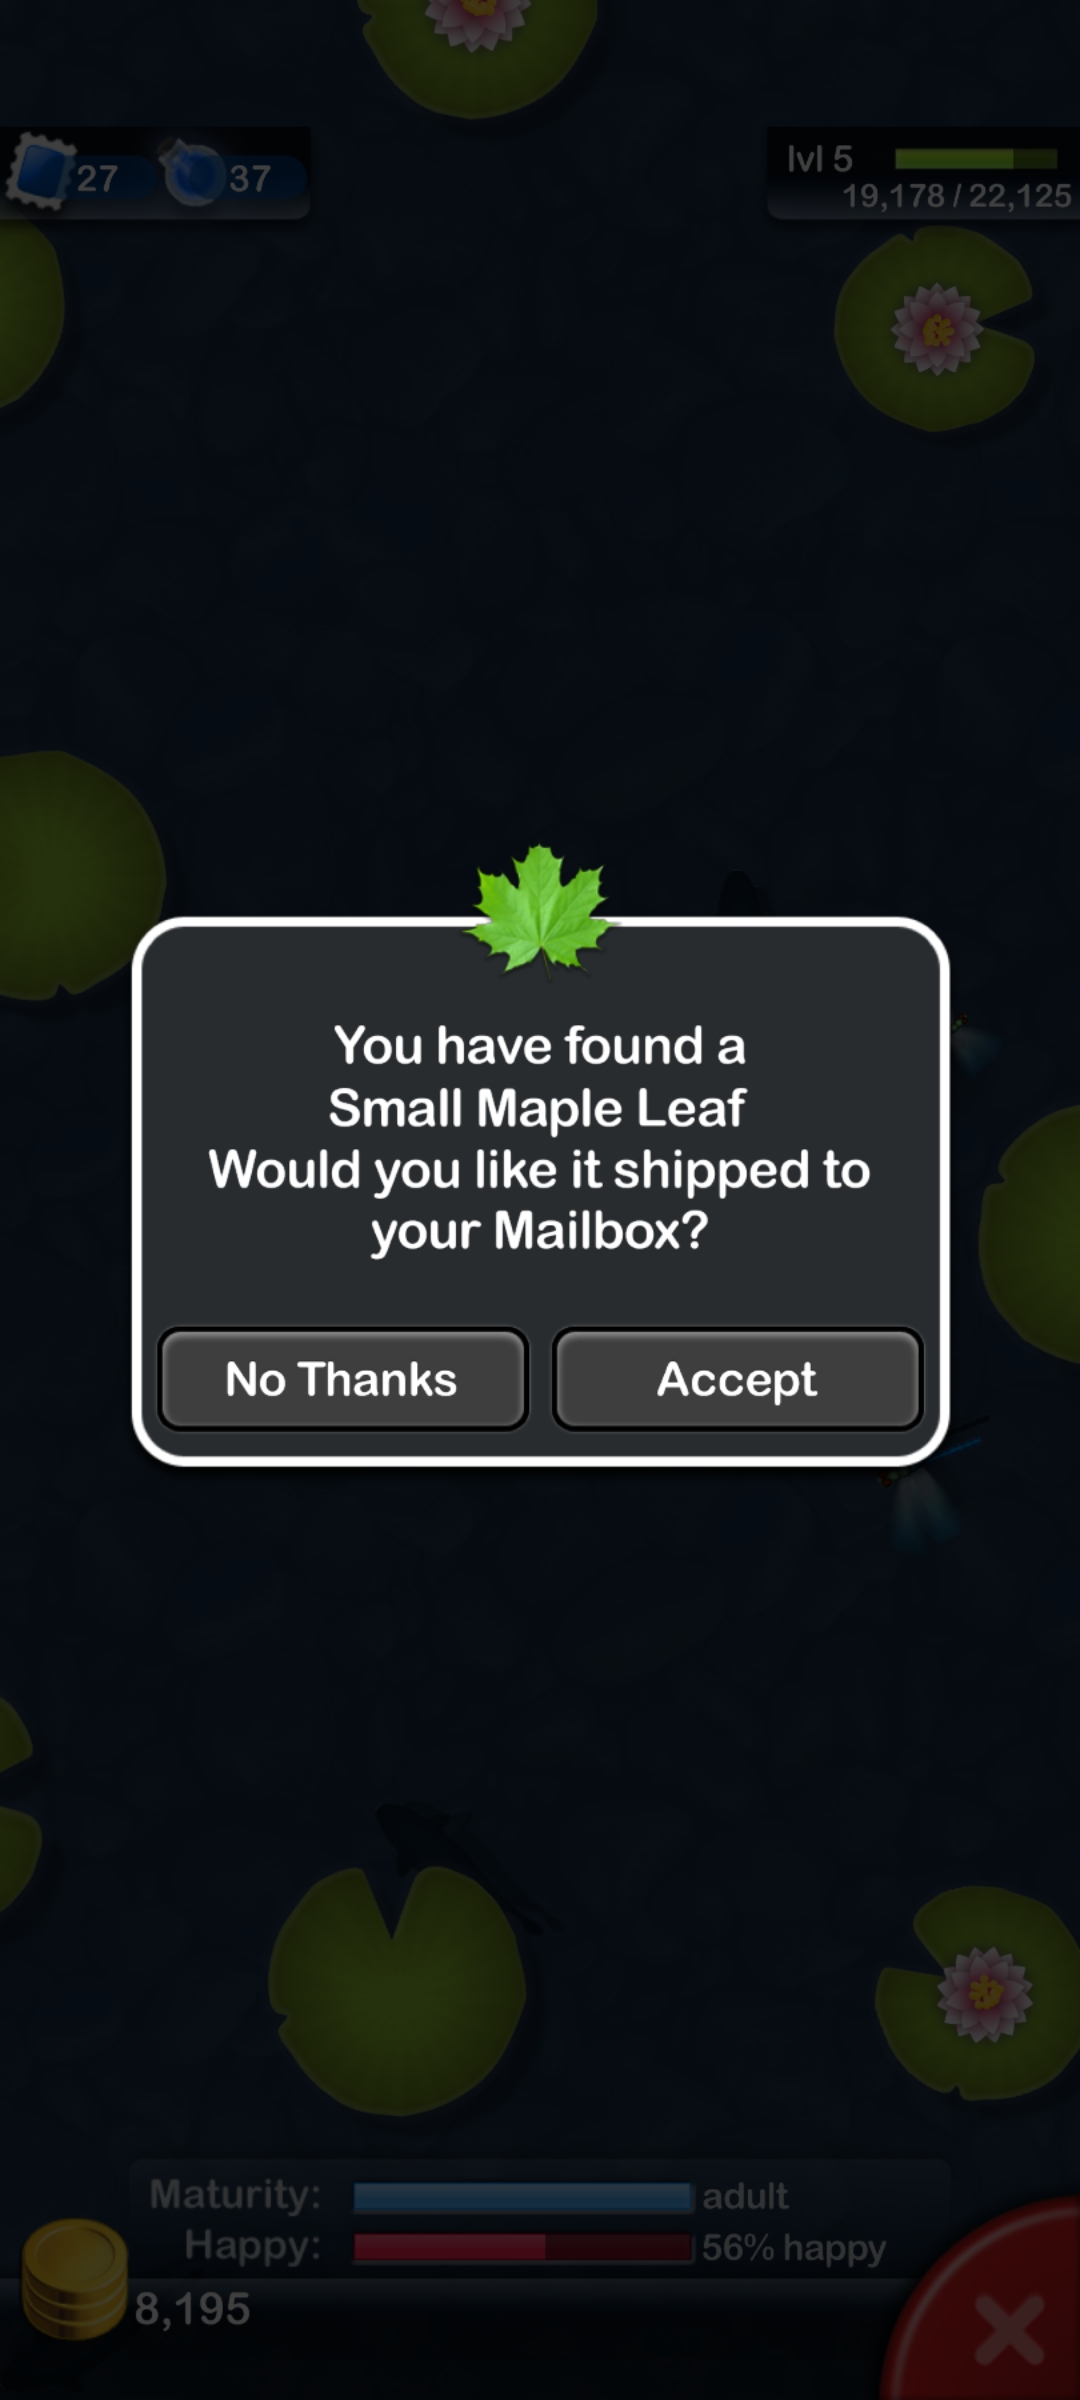 27 37
lvl 5
19,178 / 22,125
You have found a
Small Maple Leaf
Would you like it shipped to
your Mailbox?
No Thanks Accept
Maturity: adult
Happy: 56% happy
8,195